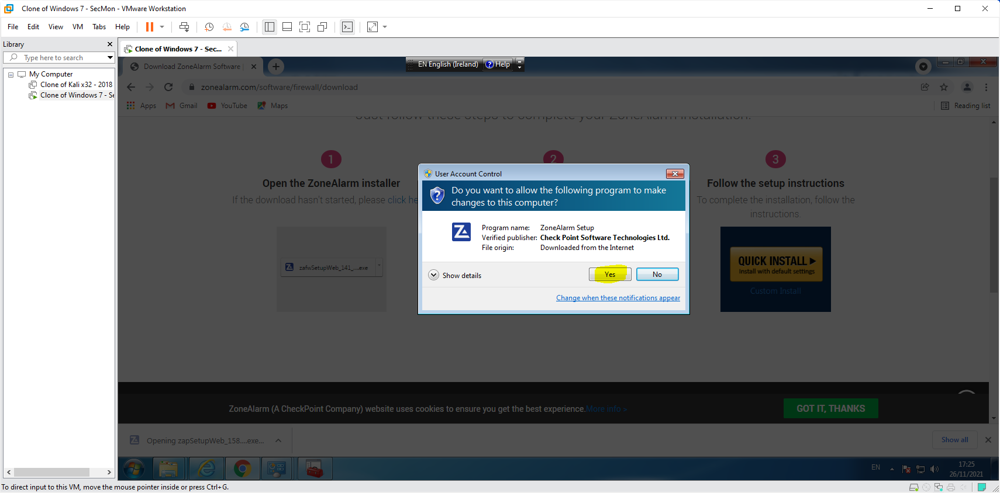 Clone of Windows 7 - SecMon - VMware Workstation
File Edit View VM Tabs Help
Library
Type here to search
My Computer
Clone of Kali x32 - 2018
Clone of Windows 7 - Se
Clone of Windows 7 - Sec...
Download ZoneAlarm Software |
EN English (Ireland) Help
zonealarm.com/software/firewall/download
Apps Gmail YouTube Maps Reading list
Just follow these steps to complete your ZoneAlarm installation:
1
Open the ZoneAlarm installer
If the download hasn't started, please click he
zafwSetupWeb_141_....exe
2
User Account Control
Do you want to allow the following program to make
changes to this computer?
Program name: ZoneAlarm Setup
Verified publisher: Check Point Software Technologies Ltd.
File origin: Downloaded from the Internet
Show details Yes No
Change when these notifications appear
3
Follow the setup instructions
To complete the installation, follow the
instructions.
QUICK INSTALL
Install with default settings
Custom Install
ZoneAlarm (A CheckPoint Company) website uses cookies to ensure you get the best experience. More info >
GOT IT, THANKS
Opening zapSetupWeb_158....exe... Show all
EN 17:25
26/11/2021
To direct input to this VM, move the mouse pointer inside or press Ctrl+G.